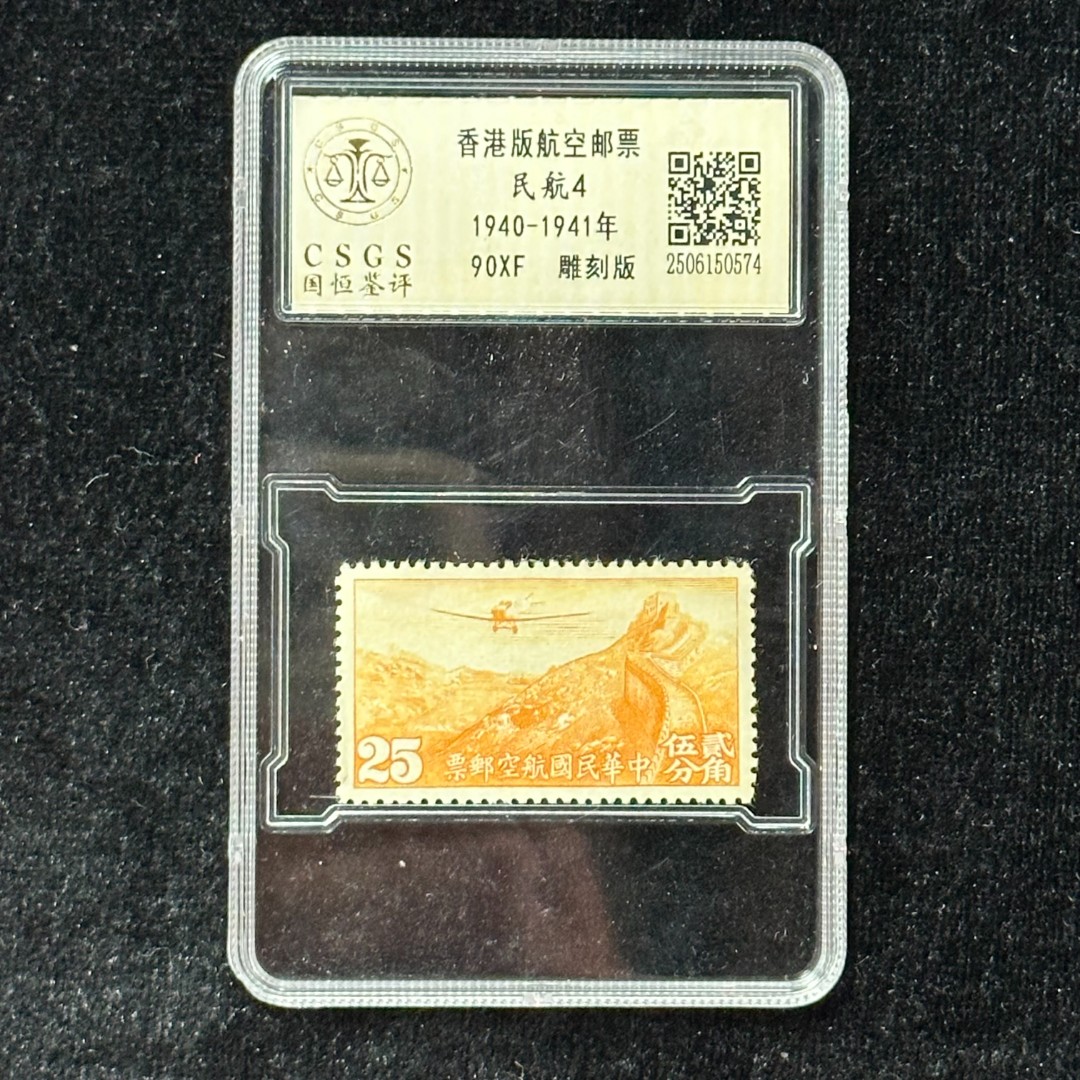 CSGS
国恒鉴评
香港版航空邮票
民航4
1940-1941年
90XF 雕刻版
2506150574
25
票郵空航國民華中
貳角
伍分